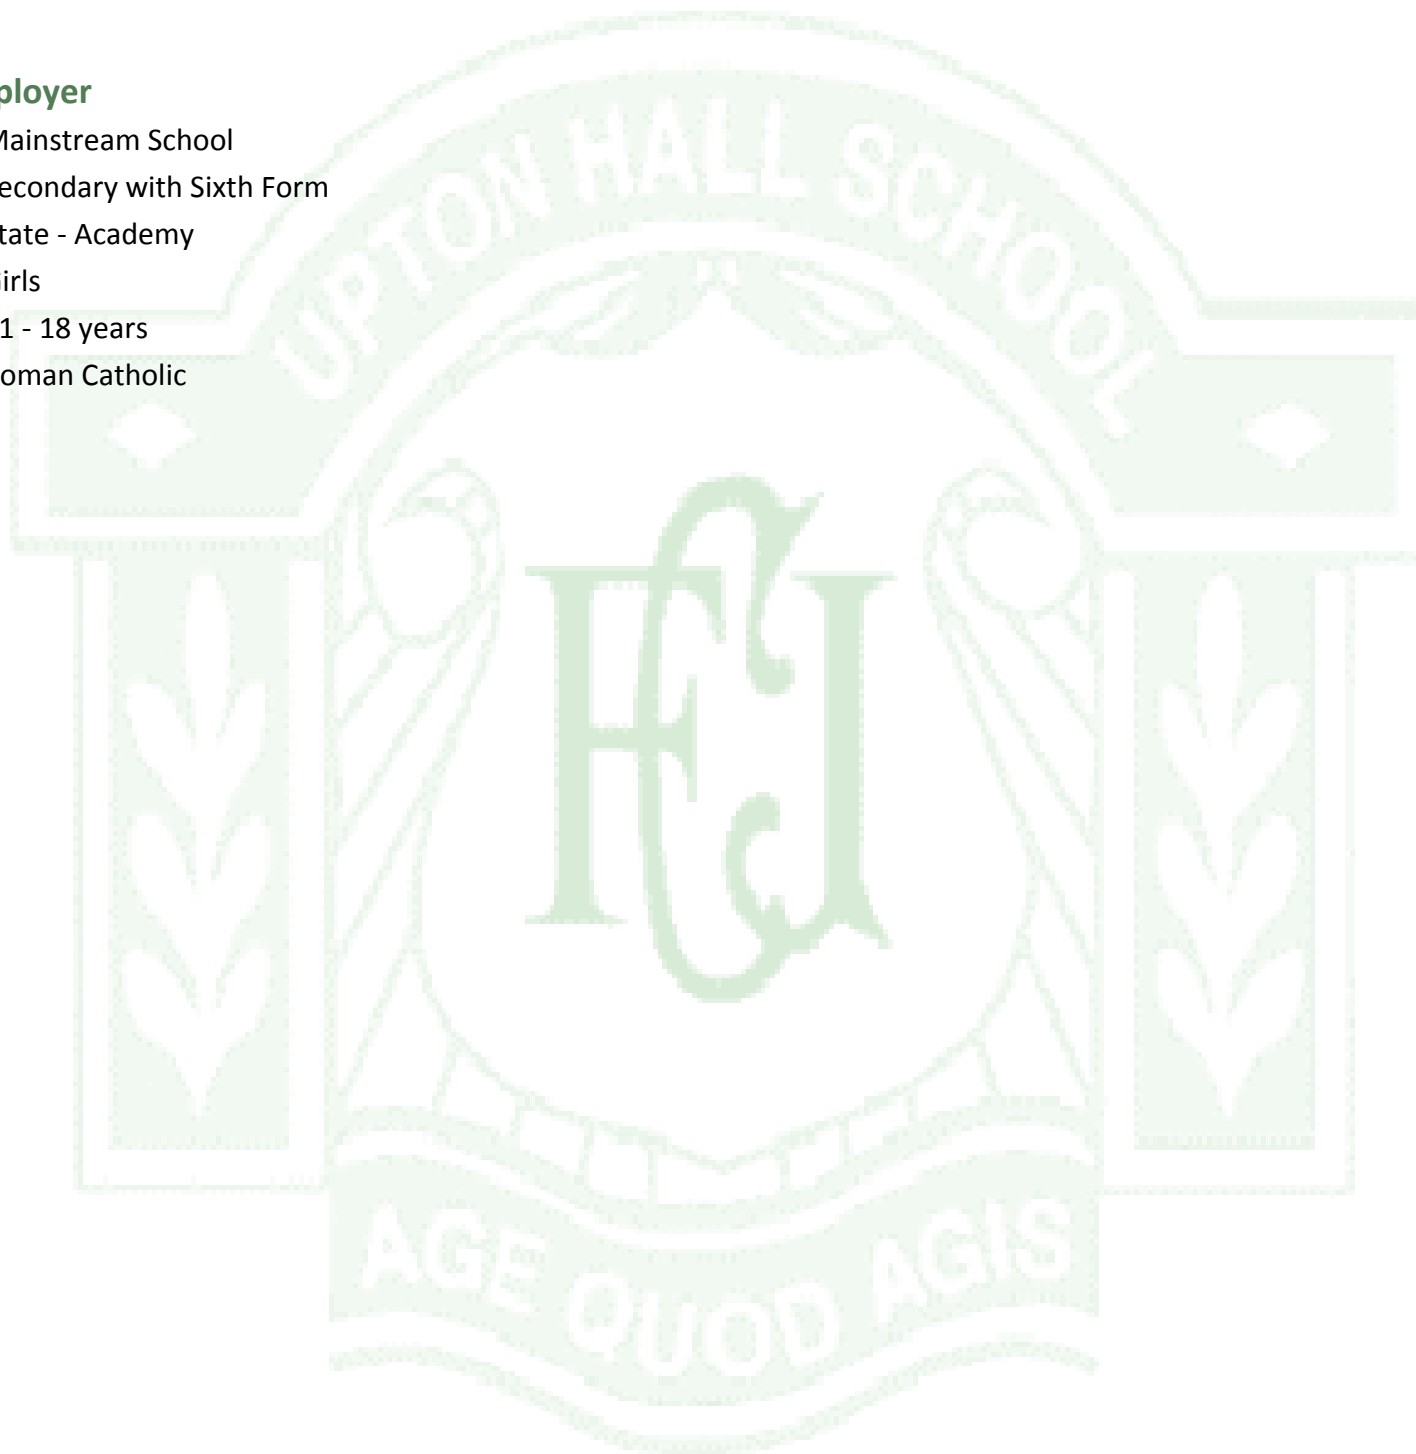 ployer
Mainstream School
econdary with Sixth Form
tate - Academy
irls
1 - 18 years
oman Catholic
UPTON HALL SCHOOL
FCJ
AGE QUOD AGIS